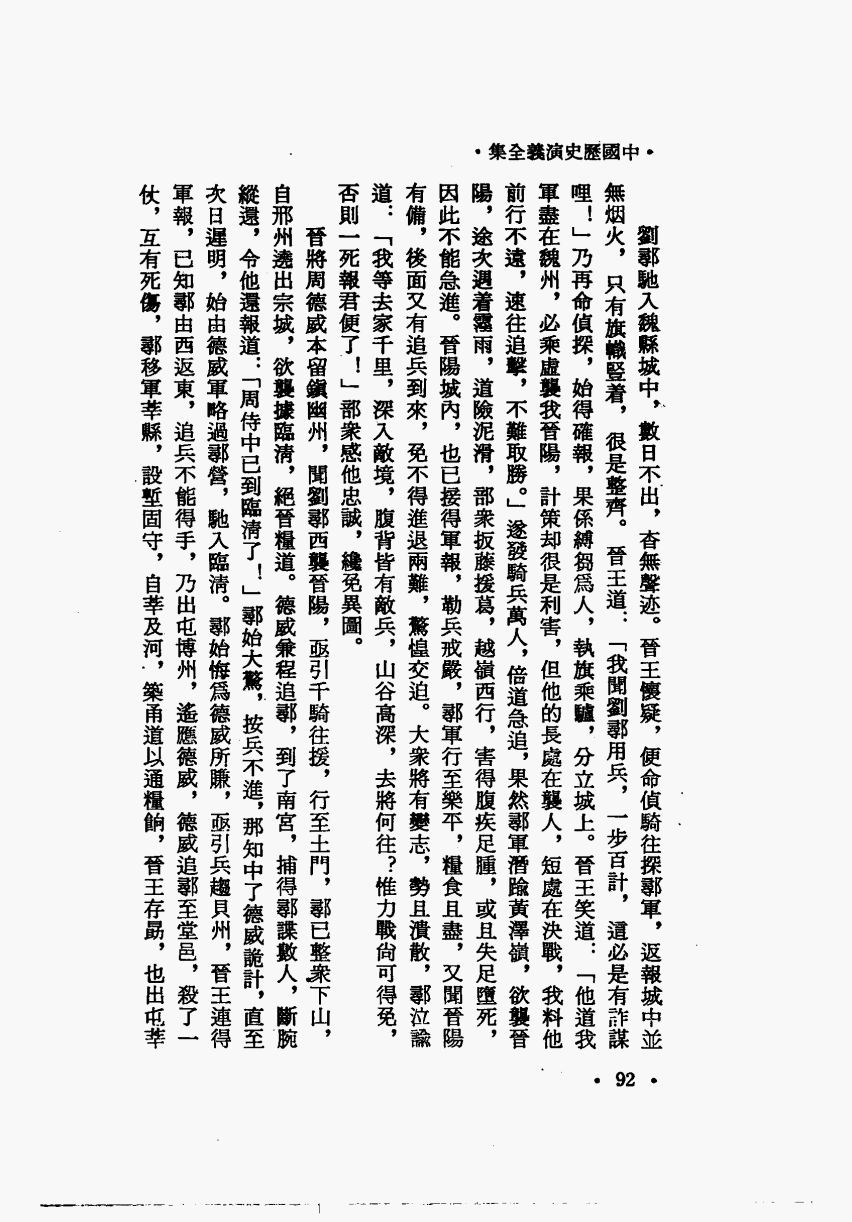 •中國歷史演義全集•
劉鄩馳入魏縣城中，數日不出，杳無聲迹。晉王懷疑，便命偵騎往探鄩軍，返報城中並
無烟火，只有旗幟豎着，很是整齊。晉王道：「我聞劉鄩用兵，一步百計，這必是有詐謀
哩！」乃再命偵探，始得確報，果係縛芻爲人，執旗乘驢，分立城上。晉王笑道：「他道我
軍盡在魏州，必乘虛襲我晉陽，計策却很是利害，但他的長處在襲人，短處在決戰，我料他
前行不遠，速往追擊，不難取勝。」遂發騎兵萬人，倍道急追，果然鄩軍潛踰黃澤嶺，欲襲晉
陽，途次遇着霪雨，道險泥滑，部衆扳藤援葛，越嶺西行，害得腹疾足腫，或且失足墮死，
因此不能急進。晉陽城內，也已接得軍報，勒兵戒嚴，鄩軍行至樂平，糧食且盡，又聞晉陽
有備，後面又有追兵到來，免不得進退兩難，驚惶交迫。大衆將有變志，勢且潰散，鄩泣諭
道：「我等去家千里，深入敵境，腹背皆有敵兵，山谷高深，去將何往？惟力戰尙可得免，
否則一死報君便了！」部衆感他忠誠，纔免異圖。
晉將周德威本留鎭幽州，聞劉鄩西襲晉陽，亟引千騎往援，行至土門，鄩已整衆下山，
自邢州遶出宗城，欲襲據臨清，絕晉糧道。德威兼程追鄩，到了南宮，捕得鄩諜數人，斷腕
縱還，令他還報道：「周侍中已到臨清了！」鄩始大驚，按兵不進，那知中了德威詭計，直至
次日遲明，始由德威軍略過鄩營，馳入臨清。鄩始悔爲德威所賺，亟引兵趨貝州，晉王連得
軍報，已知鄩由西返東，追兵不能得手，乃出屯博州，遙應德威，德威追鄩至堂邑，殺了一
仗，互有死傷，鄩移軍莘縣，設塹固守，自莘及河，築甬道以通糧餉，晉王存勗，也出屯莘
•92•